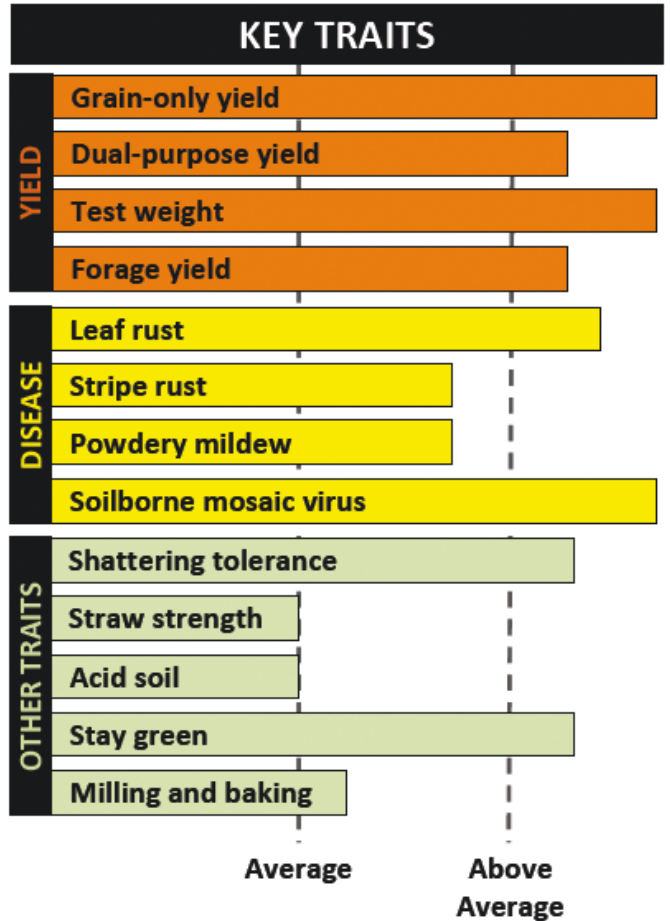 KEY TRAITS
YIELD
Grain-only yield
Dual-purpose yield
Test weight
Forage yield
DISEASE
Leaf rust
Stripe rust
Powdery mildew
Soilborne mosaic virus
OTHER TRAITS
Shattering tolerance
Straw strength
Acid soil
Stay green
Milling and baking
Average
Above
Average